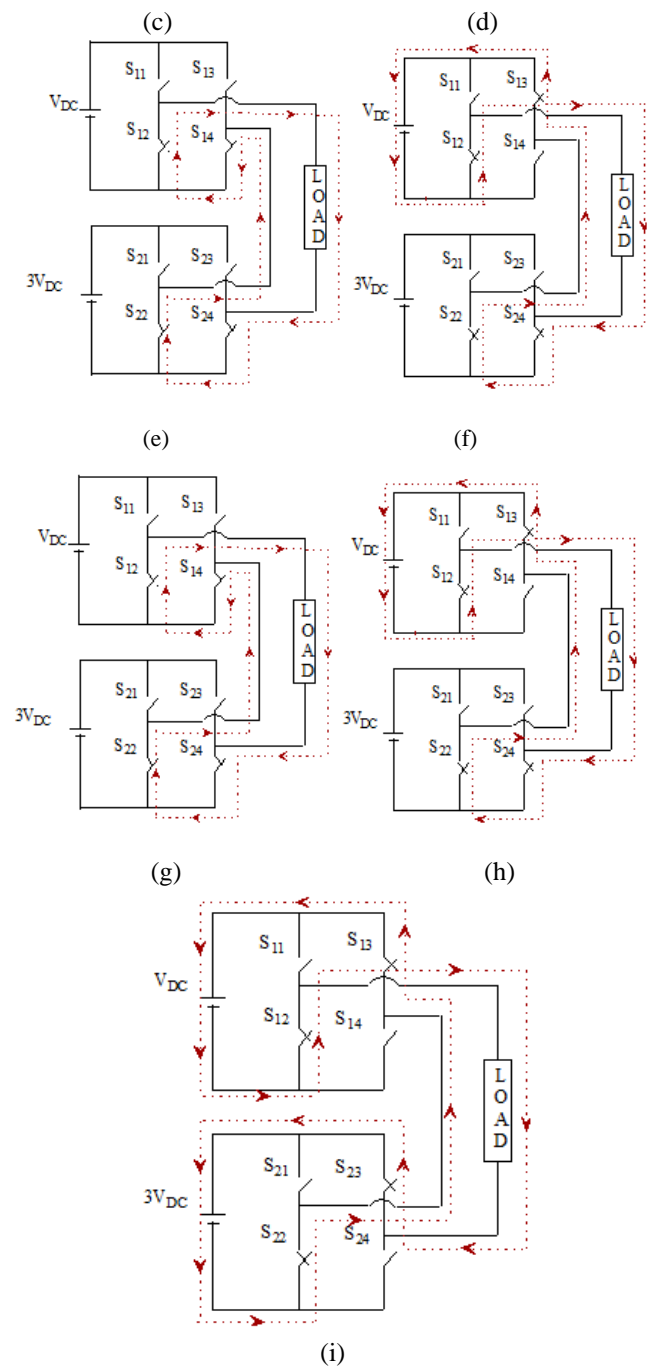 (c) (d)
S11 S13
VDC
S12 S14
LOAD
S21 S23
3VDC
S22 S24
S11 S13
VDC
S12 S14
LOAD
S21 S23
3VDC
S22 S24
(e) (f)
S11 S13
VDC
S12 S14
LOAD
S21 S23
3VDC
S22 S24
S11 S13
VDC
S12 S14
LOAD
S21 S23
3VDC
S22 S24
(g) (h)
S11 S13
VDC
S12 S14
LOAD
S21 S23
3VDC
S22 S24
(i)